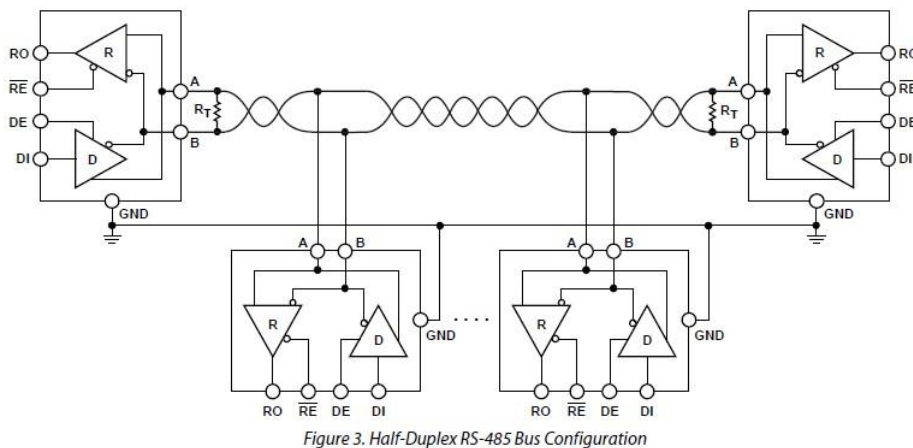 RO
RE
DE
DI
R
D
A
B
GND
RT
RT
A
B
R
D
GND
RO
RE
DE
DI
A
B
R
D
GND
RO
RE
DE
DI
. . . .
A
B
R
D
GND
RO
RE
DE
DI
Figure 3. Half-Duplex RS-485 Bus Configuration